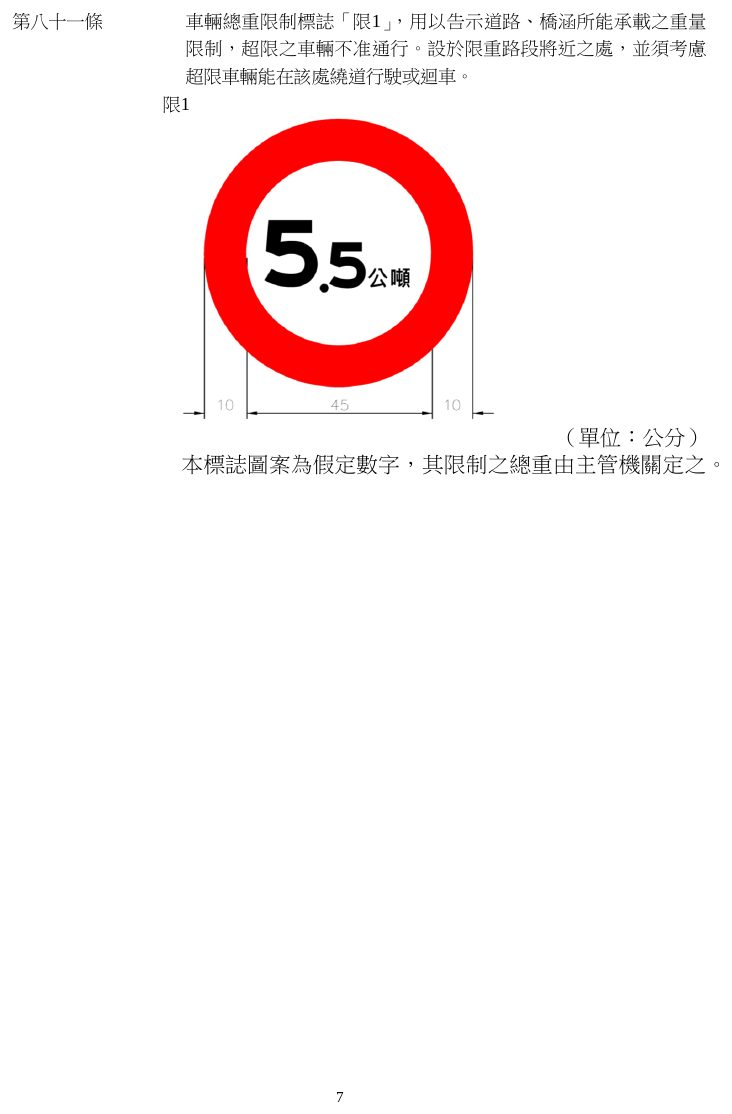 第八十一條 車輛總重限制標誌「限1」，用以告示道路、橋涵所能承載之重量
限制，超限之車輛不准通行。設於限重路段將近之處，並須考慮
超限車輛能在該處繞道行駛或迴車。
限1
5.5公噸
10 45 10
（單位：公分）
本標誌圖案為假定數字，其限制之總重由主管機關定之。
7